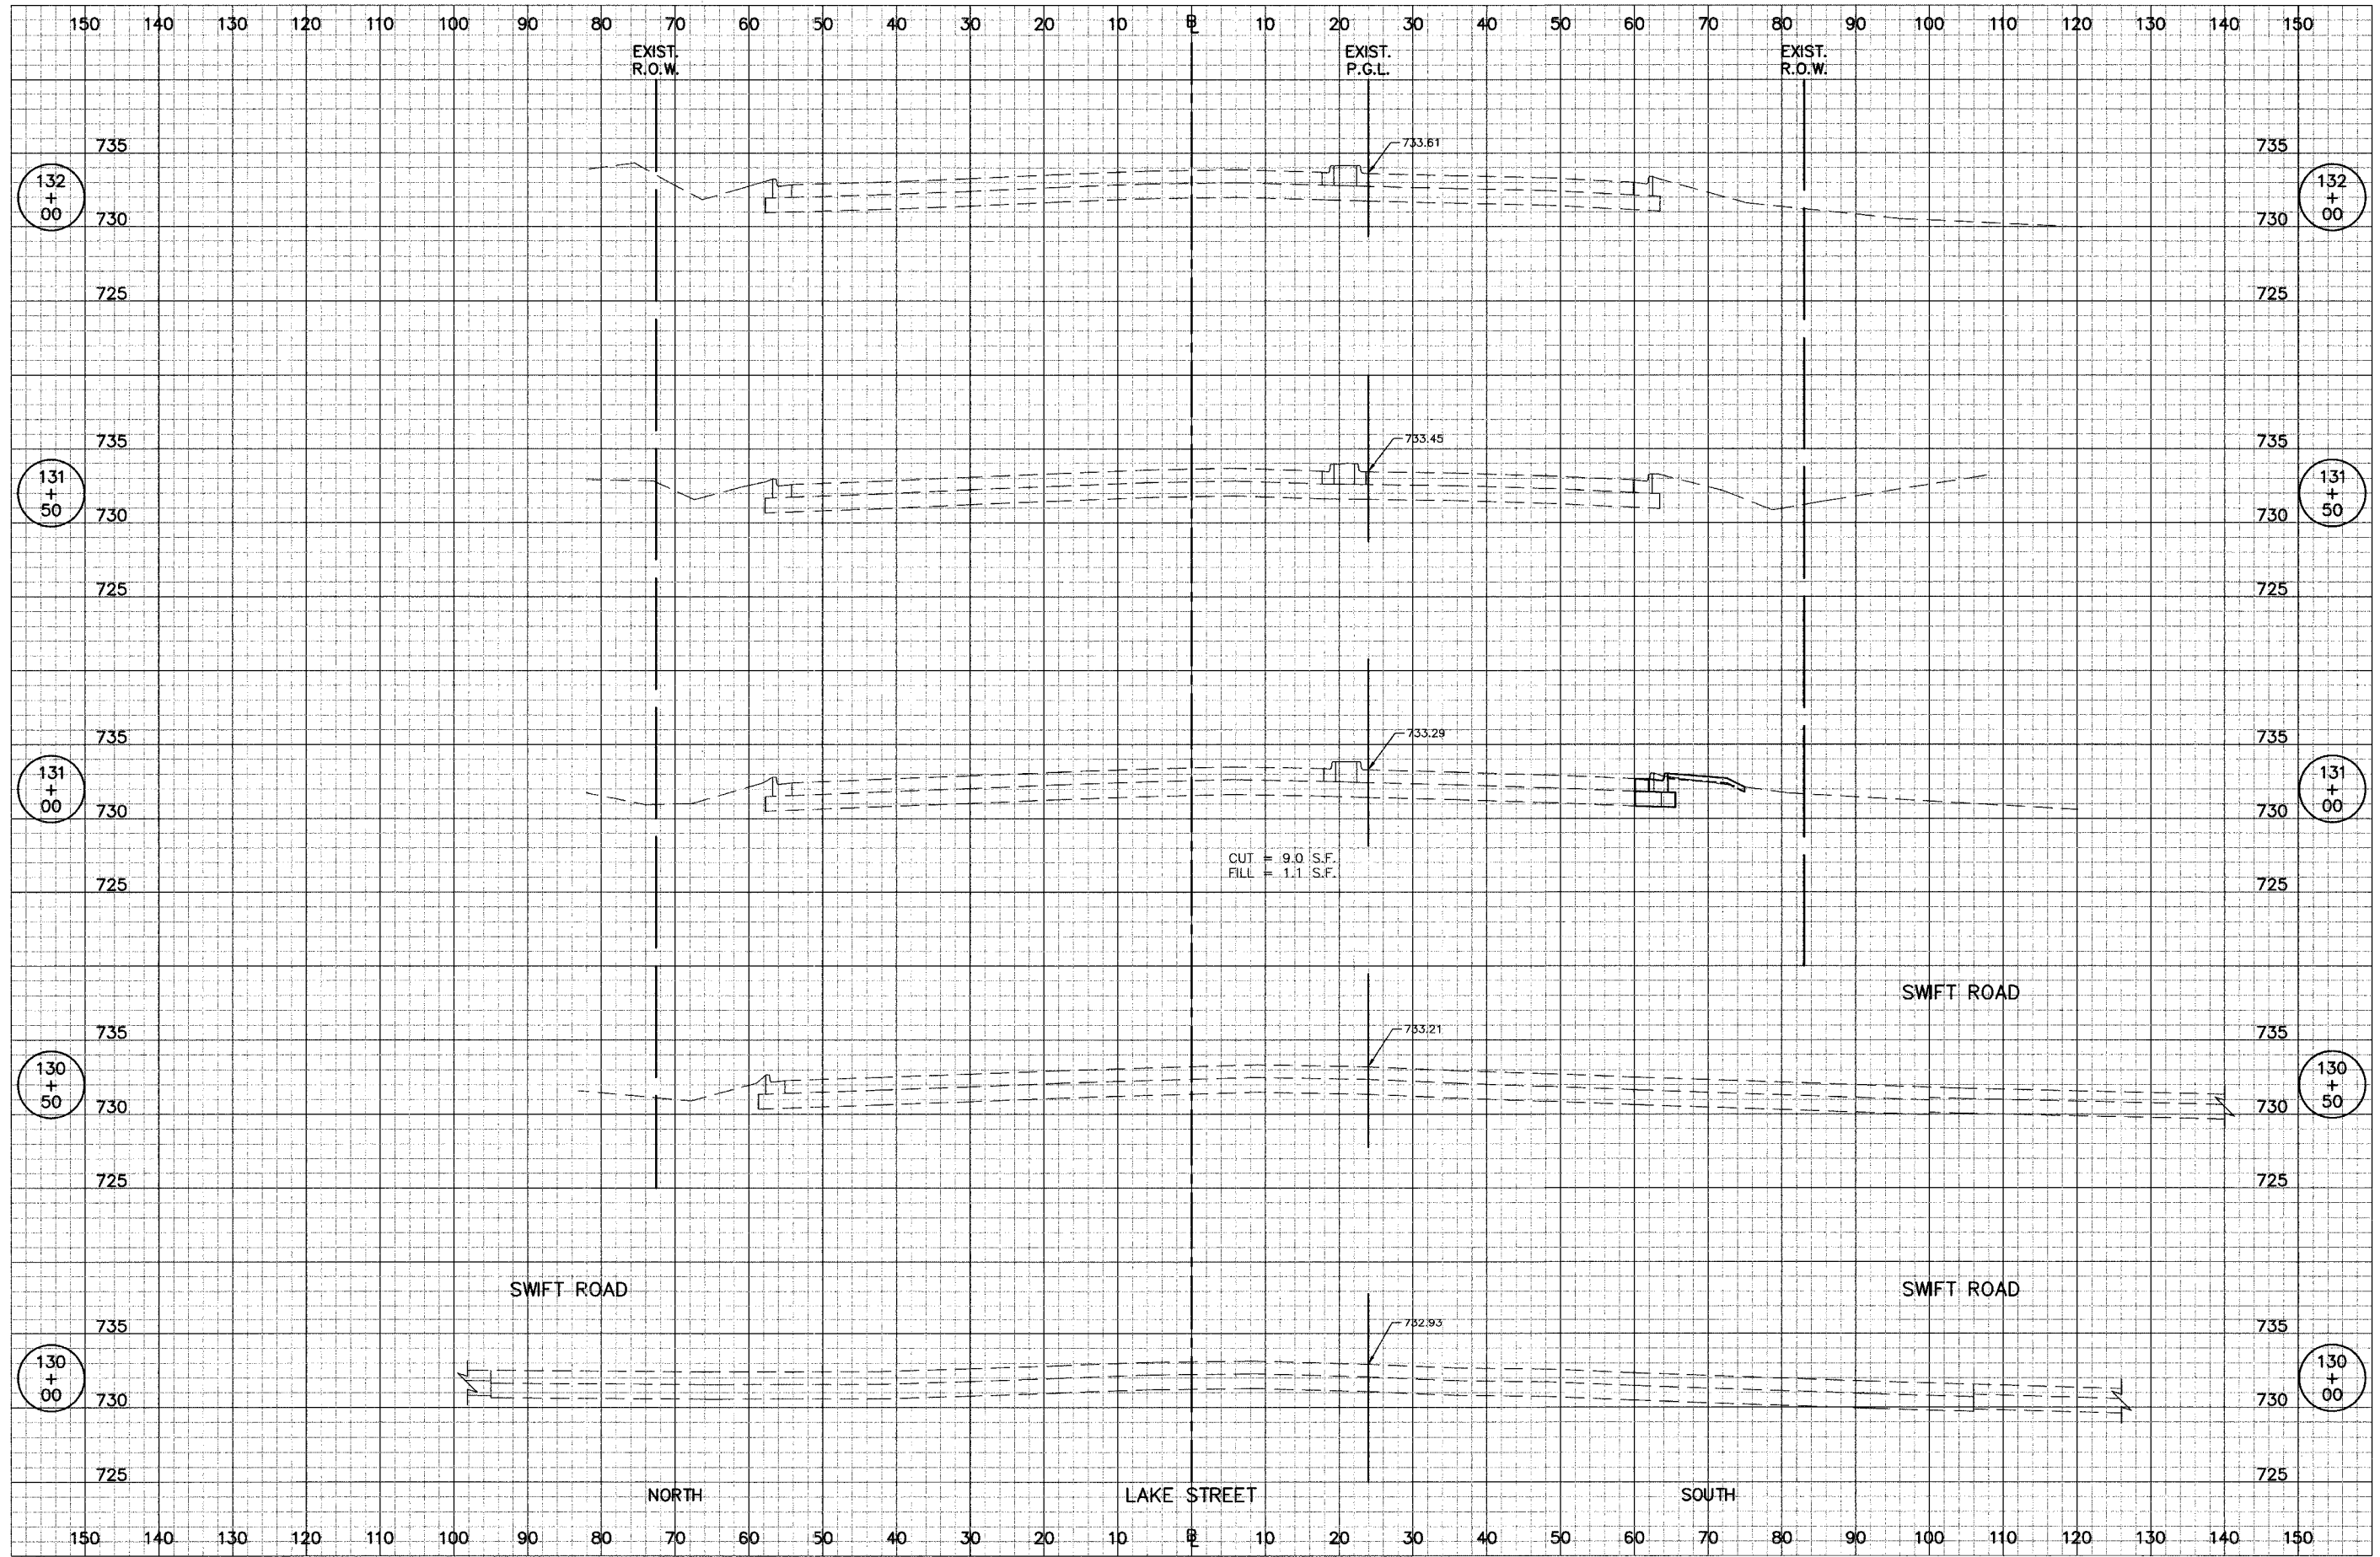 150 140 130 120 110 100 90 80 70 60 50 40 30 20 10 B 10 20 30 40 50 60 70 80 90 100 110 120 130 140 150
EXIST. EXIST. EXIST.
R.O.W. P.G.L. R.O.W.
735 733.61 735
132 132
+ +
00 00
730 730
725 725
735 733.45 735
131 131
+ +
50 50
730 730
725 725
735 733.29 735
131 131
+ +
00 00
730 730
CUT = 9.0 S.F.
FILL = 1.1 S.F.
725 725
SWIFT ROAD
735 733.21 735
130 130
+ +
50 50
730 730
725 725
SWIFT ROAD SWIFT ROAD
735 732.93 735
130 130
+ +
00 00
730 730
725 725
NORTH LAKE STREET SOUTH
150 140 130 120 110 100 90 80 70 60 50 40 30 20 10 B 10 20 30 40 50 60 70 80 90 100 110 120 130 140 150